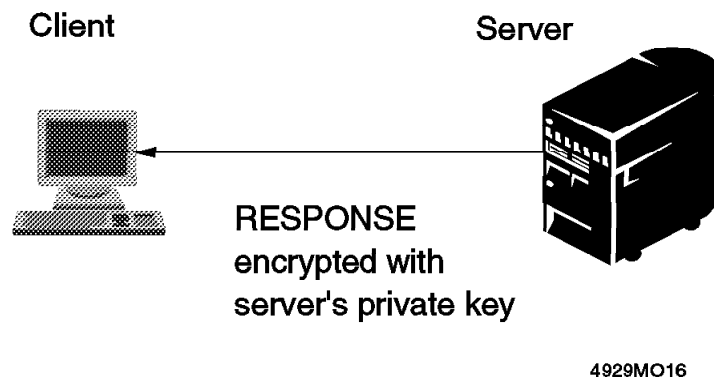 Client
Server
RESPONSE
encrypted with
server's private key
4929MO16